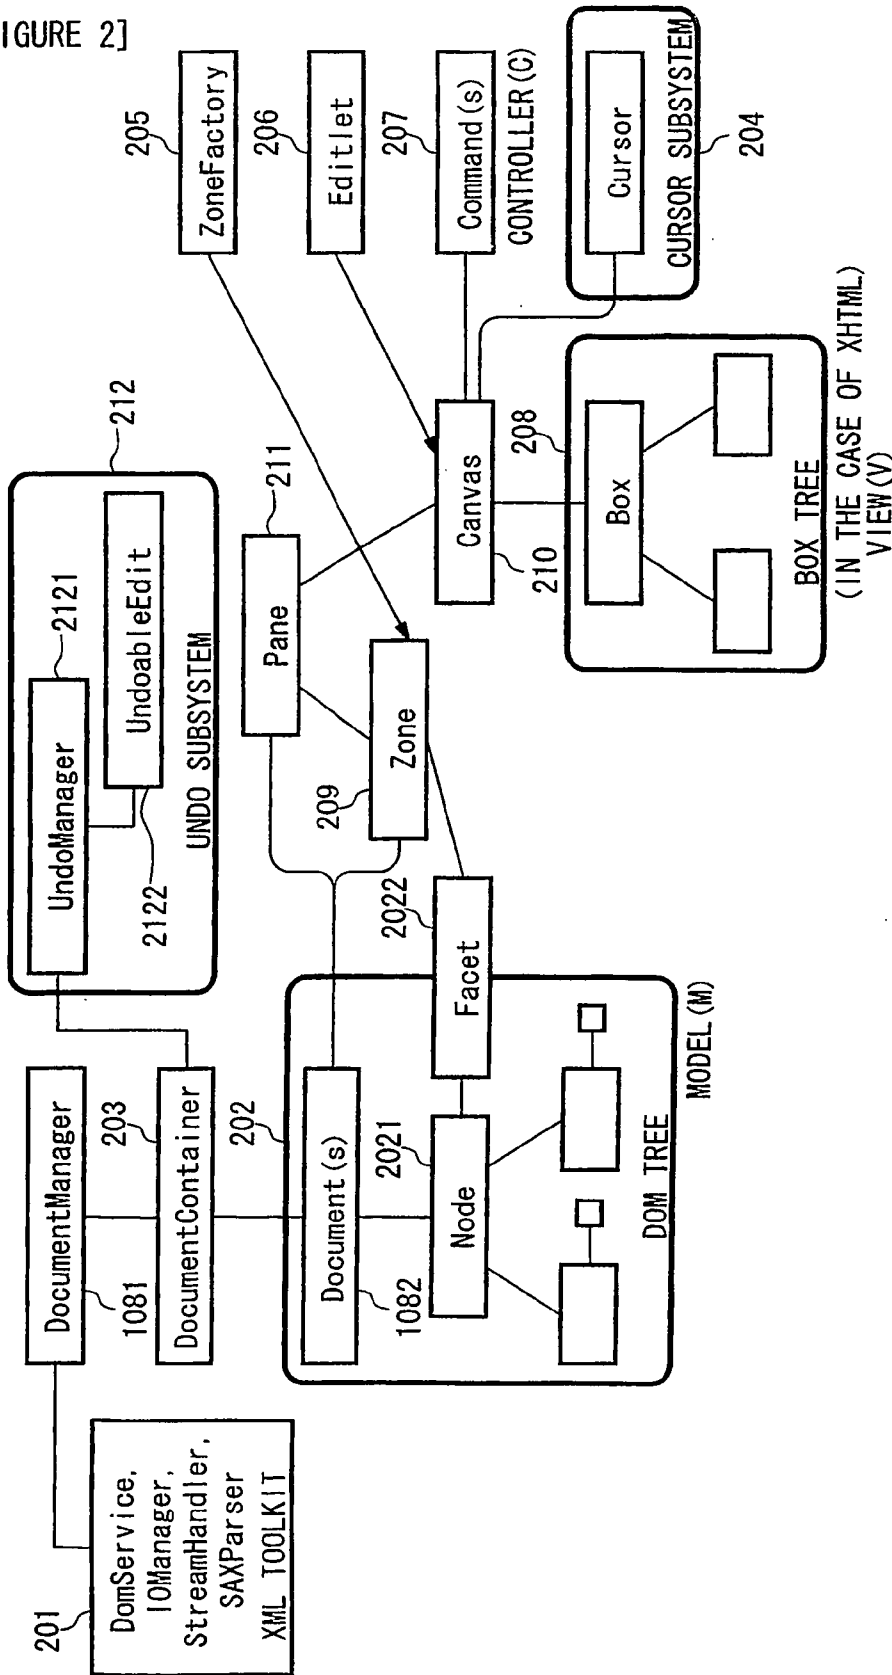 IGURE 2]
201
DomService,
IOManager,
StreamHandler,
SAXParser
XML TOOLKIT
DocumentManager
1081
DocumentContainer
203
UndoManager
2121
UndoableEdit
2122
UNDO SUBSYSTEM
212
202
Document(s)
1082
Node
2021
Facet
2022
DOM TREE
MODEL(M)
Pane
211
Zone
209
Canvas
210
ZoneFactory
205
Editlet
206
Command(s)
207
CONTROLLER(C)
Cursor
CURSOR SUBSYSTEM
204
208
Box
BOX TREE
(IN THE CASE OF XHTML)
VIEW(V)